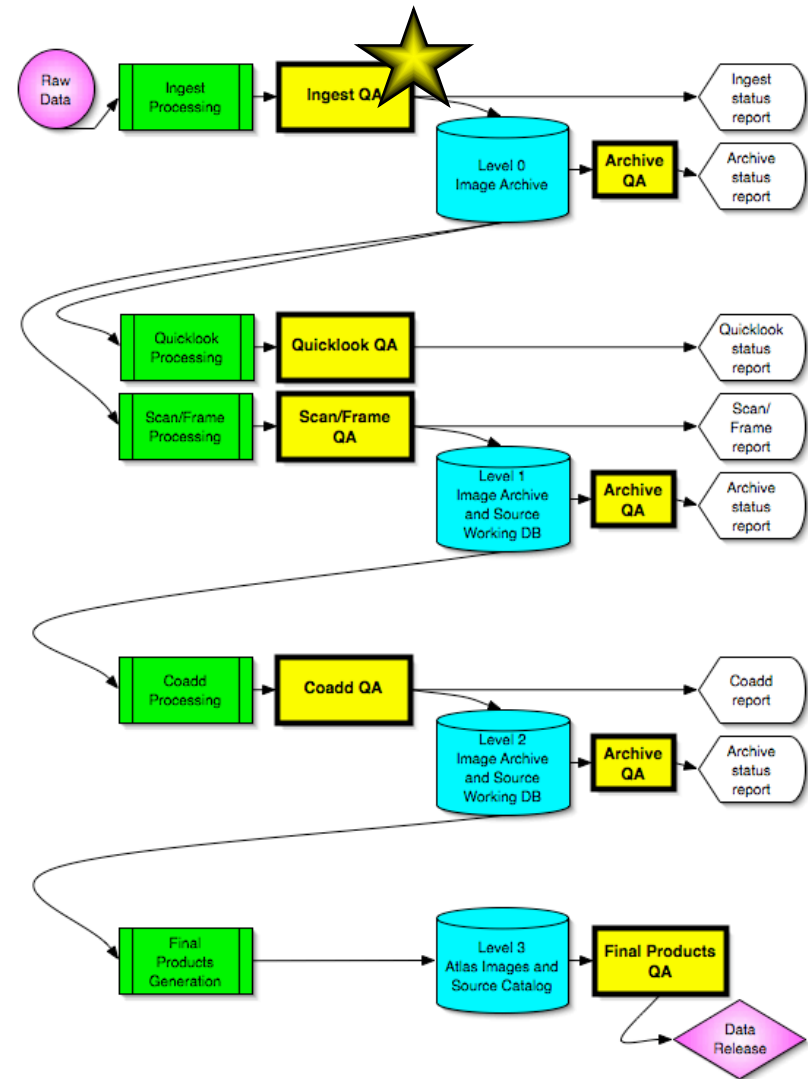 Raw
Data
Ingest
Processing
Ingest QA
Ingest
status
report
Level 0
Image Archive
Archive
QA
Archive
status
report
Quicklook
Processing
Quicklook QA
Quicklook
status
report
Scan/Frame
Processing
Scan/Frame
QA
Scan/
Frame
report
Level 1
Image Archive
and Source
Working DB
Archive
QA
Archive
status
report
Coadd
Processing
Coadd QA
Coadd
report
Level 2
Image Archive
and Source
Working DB
Archive
QA
Archive
status
report
Final
Products
Generation
Level 3
Atlas Images and
Source Catalog
Final Products
QA
Data
Release